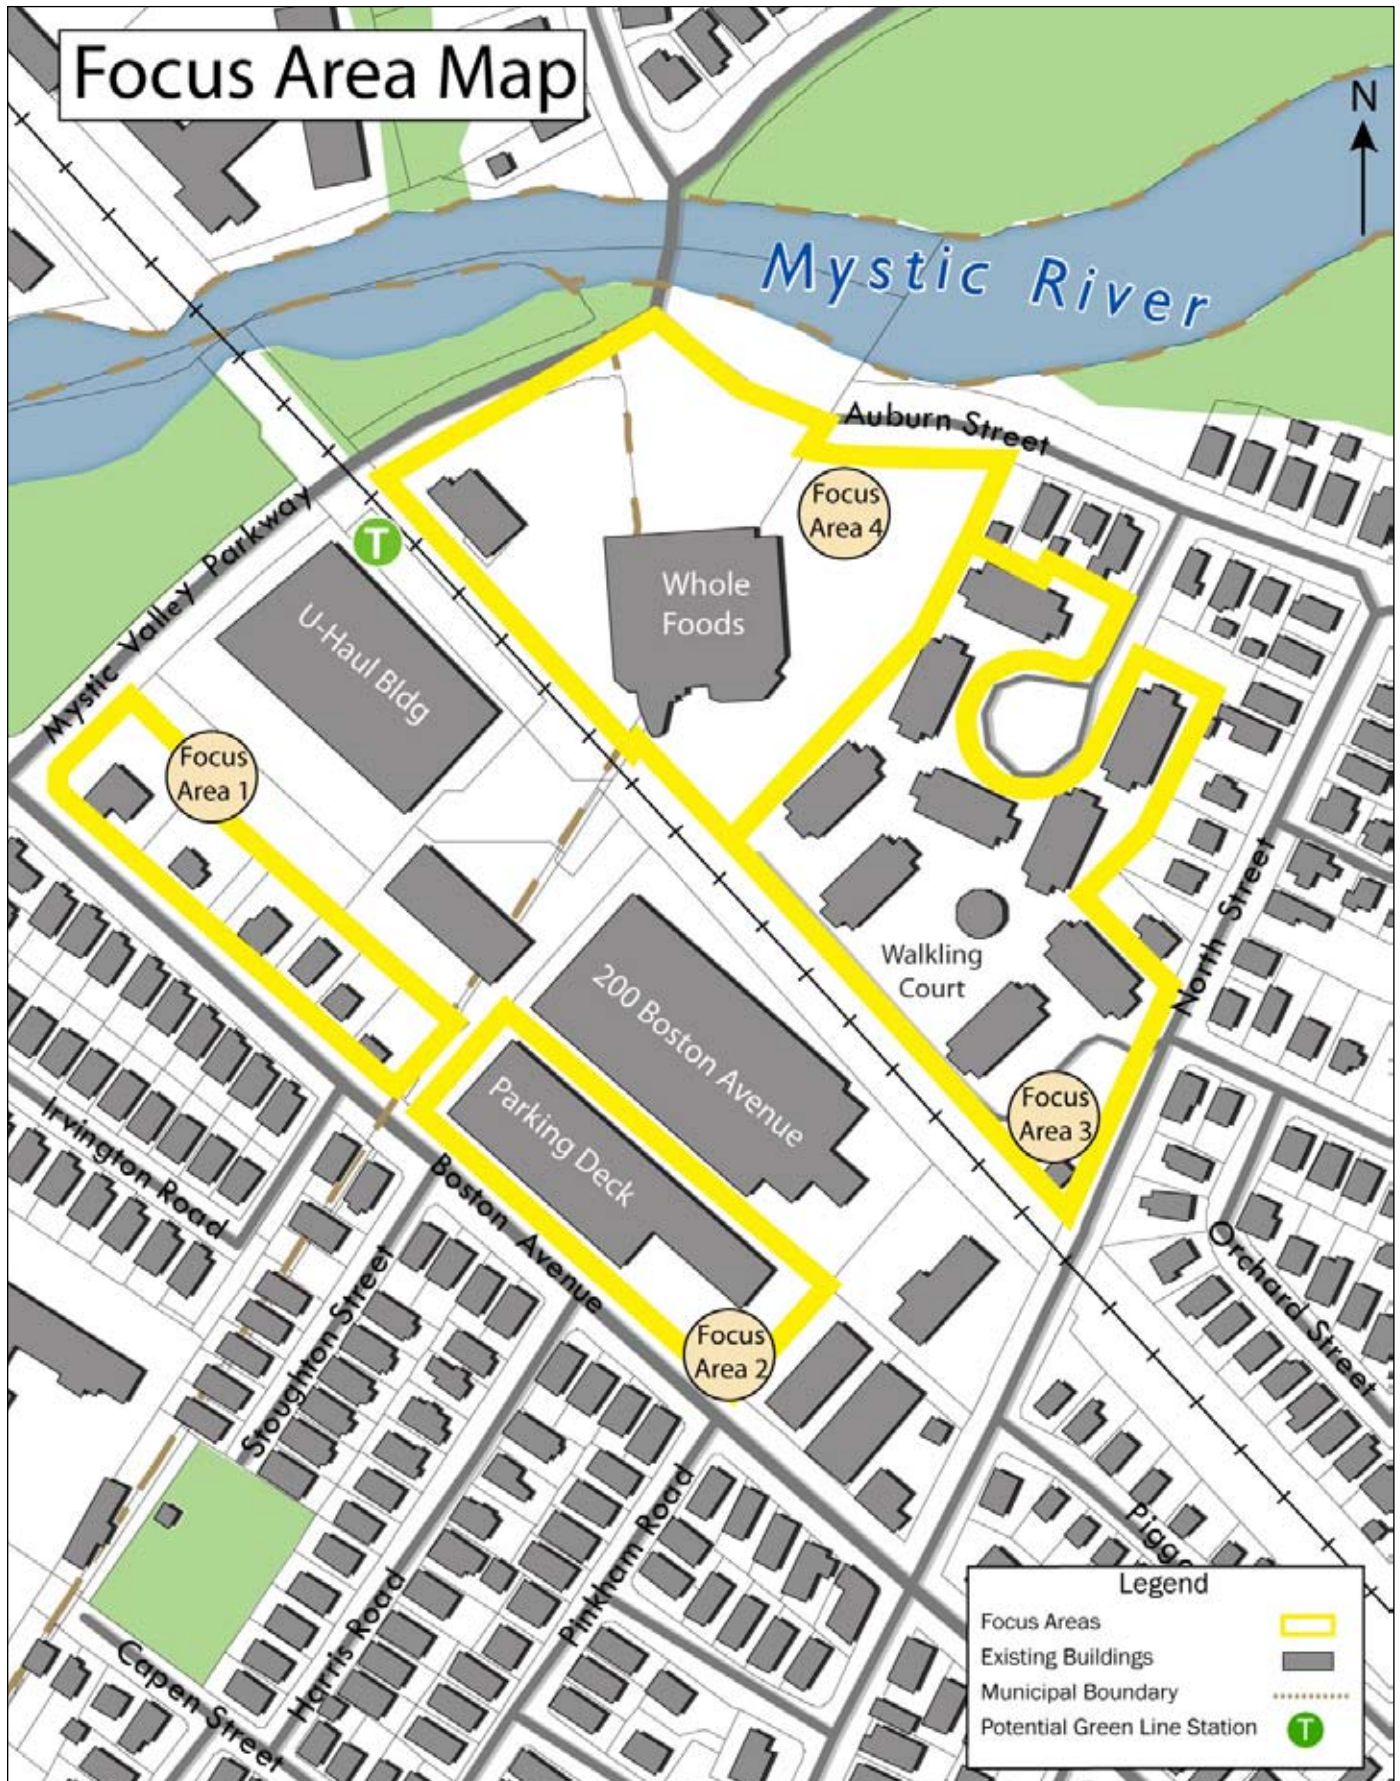 Focus Area Map
N
Mystic River
Auburn Street
Focus
Area 4
T
Mystic Valley Parkway
U-Haul Bldg
Whole
Foods
Focus
Area 1
North Street
Walkling
Court
200 Boston Avenue
Parking Deck
Focus
Area 3
Irvington Road
Boston Avenue
Orchard Street
Stoughton Street
Focus
Area 2
Pinkham Road
Harris Road
Capen Street
Legend
Focus Areas
Existing Buildings
Municipal Boundary
Potential Green Line Station
T